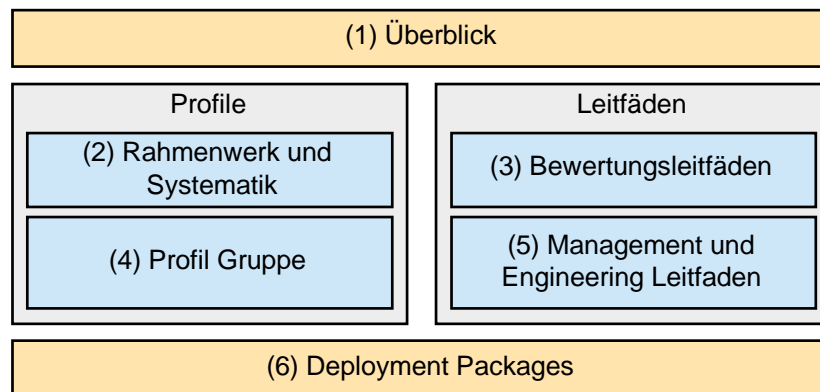 (1) Überblick
Profile
(2) Rahmenwerk und
Systematik
(4) Profil Gruppe
Leitfäden
(3) Bewertungsleitfäden
(5) Management und
Engineering Leitfaden
(6) Deployment Packages